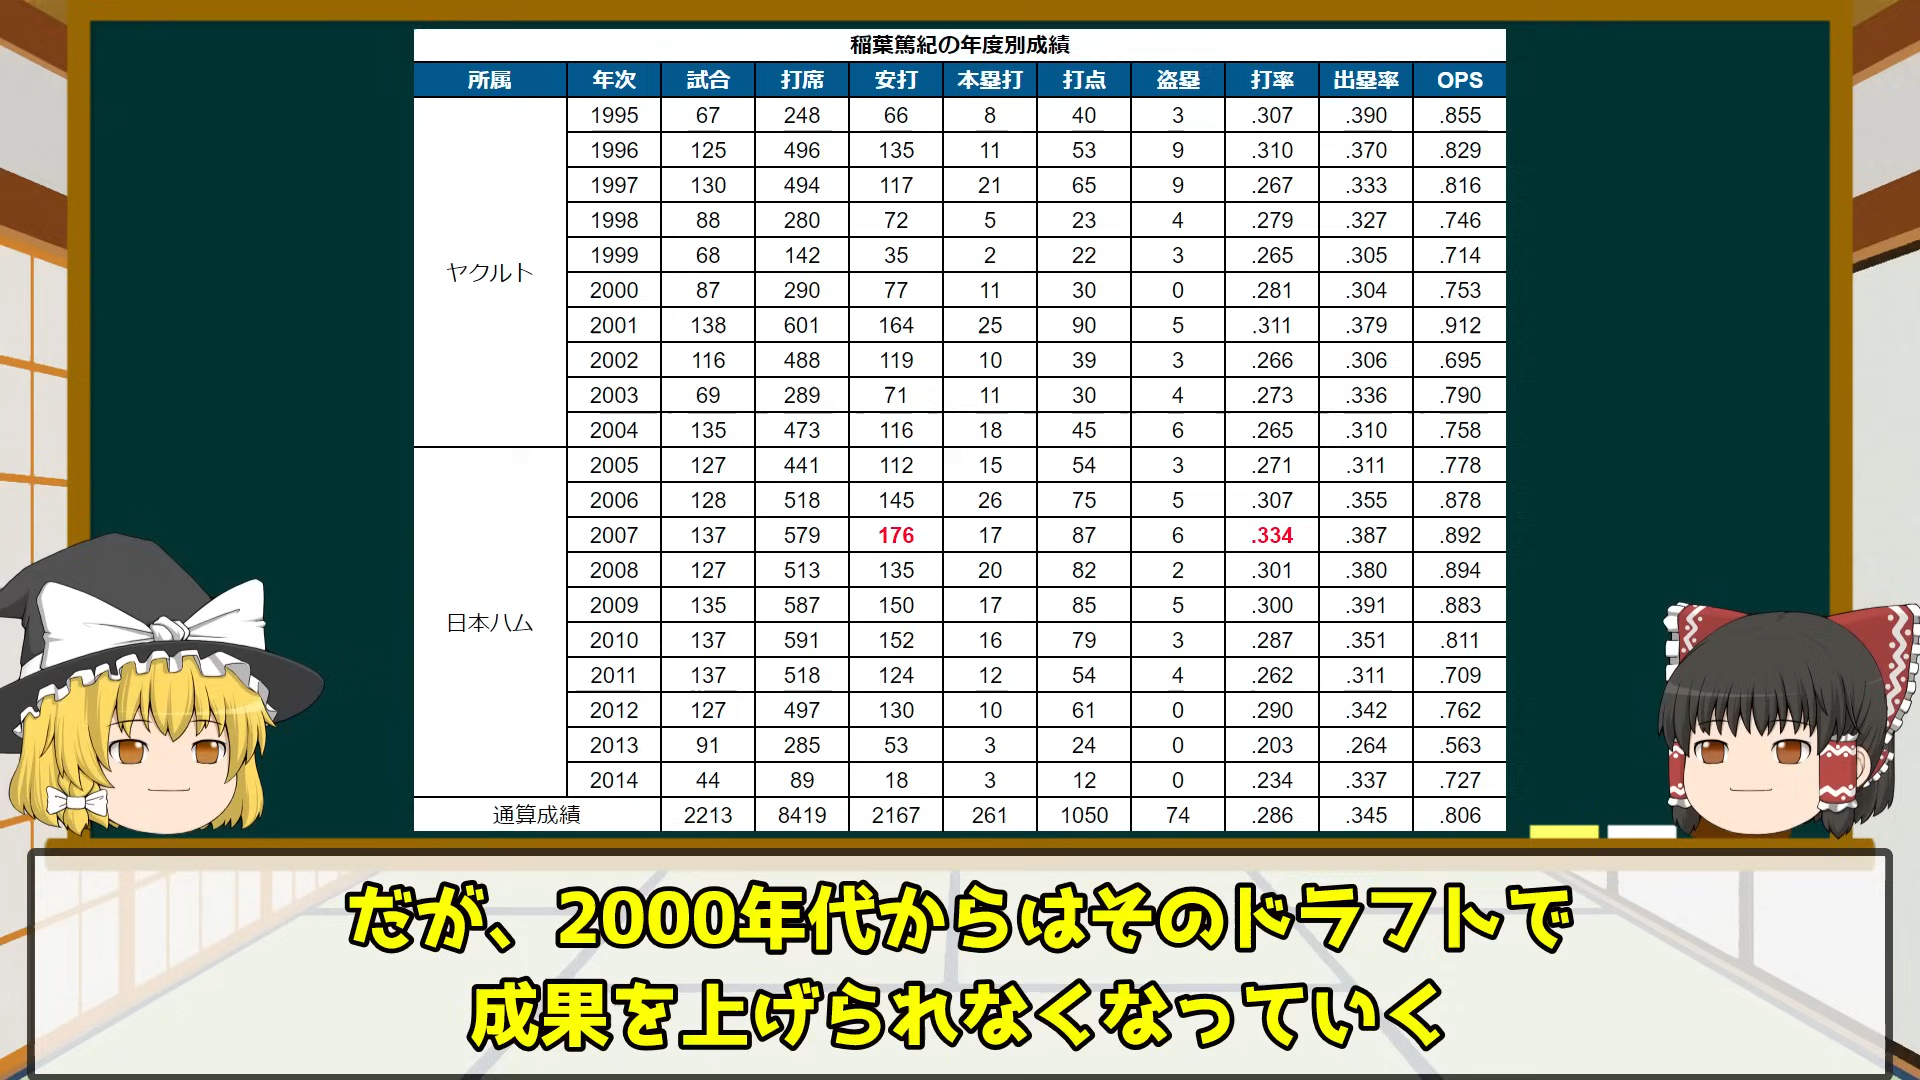 稲葉篤紀の年度別成績
所属 年次 試合 打席 安打 本塁打 打点 盗塁 打率 出塁率 OPS
ヤクルト
1995 67 248 66 8 40 3 .307 .390 .855
1996 125 496 135 11 53 9 .310 .370 .829
1997 130 494 117 21 65 9 .267 .333 .816
1998 88 280 72 5 23 4 .279 .327 .746
1999 68 142 35 2 22 3 .265 .305 .714
2000 87 290 77 11 30 0 .281 .304 .753
2001 138 601 164 25 90 5 .311 .379 .912
2002 116 488 119 10 39 3 .266 .306 .695
2003 69 289 71 11 30 4 .273 .336 .790
2004 135 473 116 18 45 6 .265 .310 .758
日本ハム
2005 127 441 112 15 54 3 .271 .311 .778
2006 128 518 145 26 75 5 .307 .355 .878
2007 137 579 176 17 87 6 .334 .387 .892
2008 127 513 135 20 82 2 .301 .380 .894
2009 135 587 150 17 85 5 .300 .391 .883
2010 137 591 152 16 79 3 .287 .351 .811
2011 137 518 124 12 54 4 .262 .311 .709
2012 127 497 130 10 61 0 .290 .342 .762
2013 91 285 53 3 24 0 .203 .264 .563
2014 44 89 18 3 12 0 .234 .337 .727
通算成績 2213 8419 2167 261 1050 74 .286 .345 .806
だが、2000年代からはそのドラフトで
成果を上げられなくなっていく